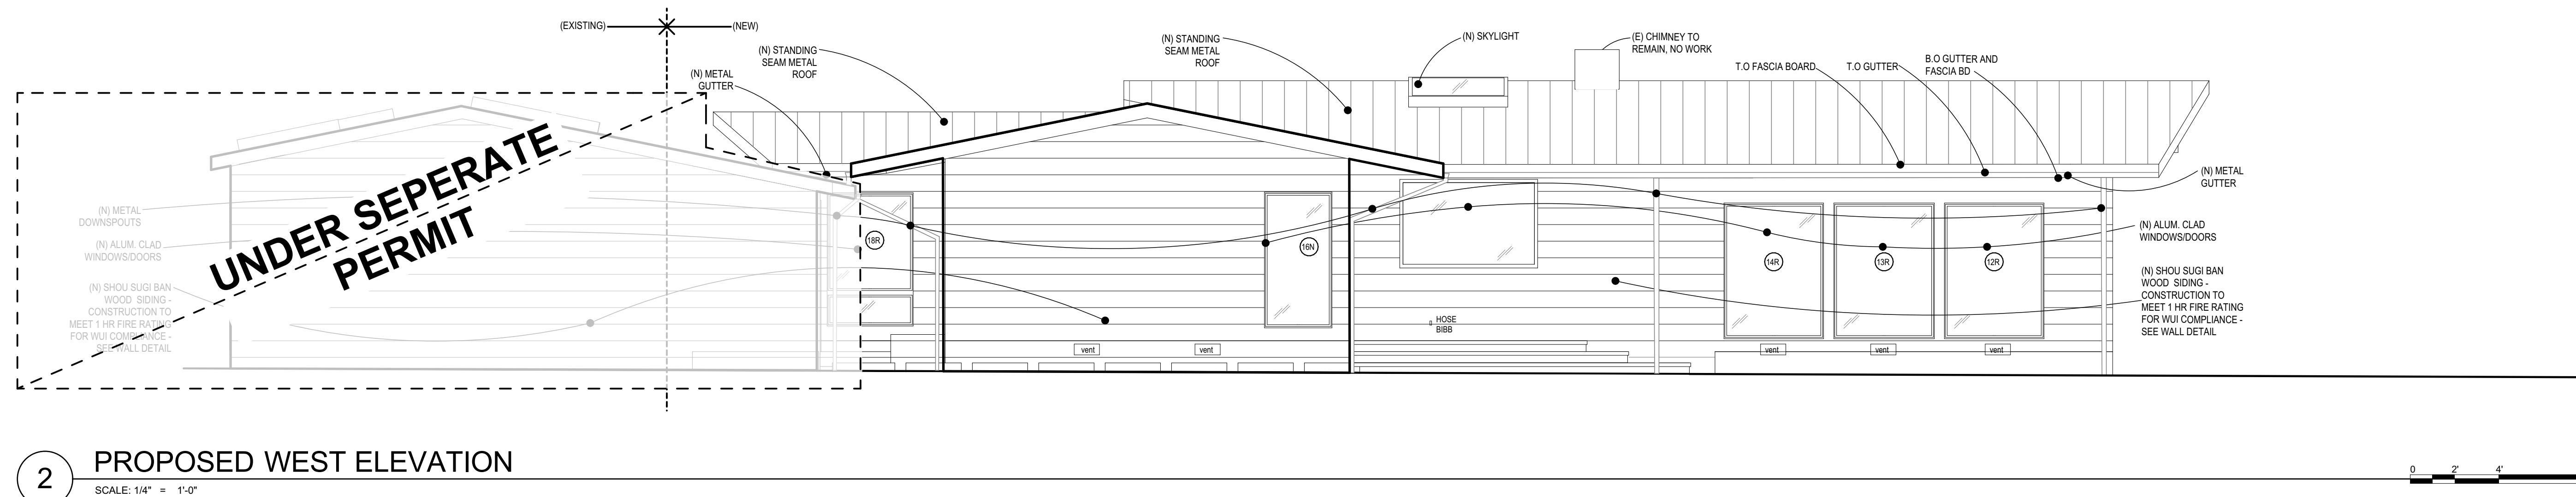 (EXISTING)
(NEW)
(N) STANDING
SEAM METAL
ROOF
(N) METAL
GUTTER
(N) STANDING
SEAM METAL
ROOF
(N) SKYLIGHT
(E) CHIMNEY TO
REMAIN, NO WORK
T.O FASCIA BOARD
T.O GUTTER
B.O GUTTER AND
FASCIA BD
(N) METAL
GUTTER
(N) ALUM. CLAD
WINDOWS/DOORS
(N) SHOU SUGI BAN
WOOD SIDING -
CONSTRUCTION TO
MEET 1 HR FIRE RATING
FOR WUI COMPLIANCE -
SEE WALL DETAIL
(N) METAL
DOWNSPOUTS
(N) ALUM. CLAD
WINDOWS/DOORS
(N) SHOU SUGI BAN
WOOD SIDING -
CONSTRUCTION TO
MEET 1 HR FIRE RATING
FOR WUI COMPLIANCE -
SEE WALL DETAIL
UNDER SEPERATE
PERMIT
18R
16N
14R
13R
12R
HOSE
BIBB
vent
vent
vent
vent
vent
2
PROPOSED WEST ELEVATION
SCALE: 1/4" = 1'-0"
0 2' 4'